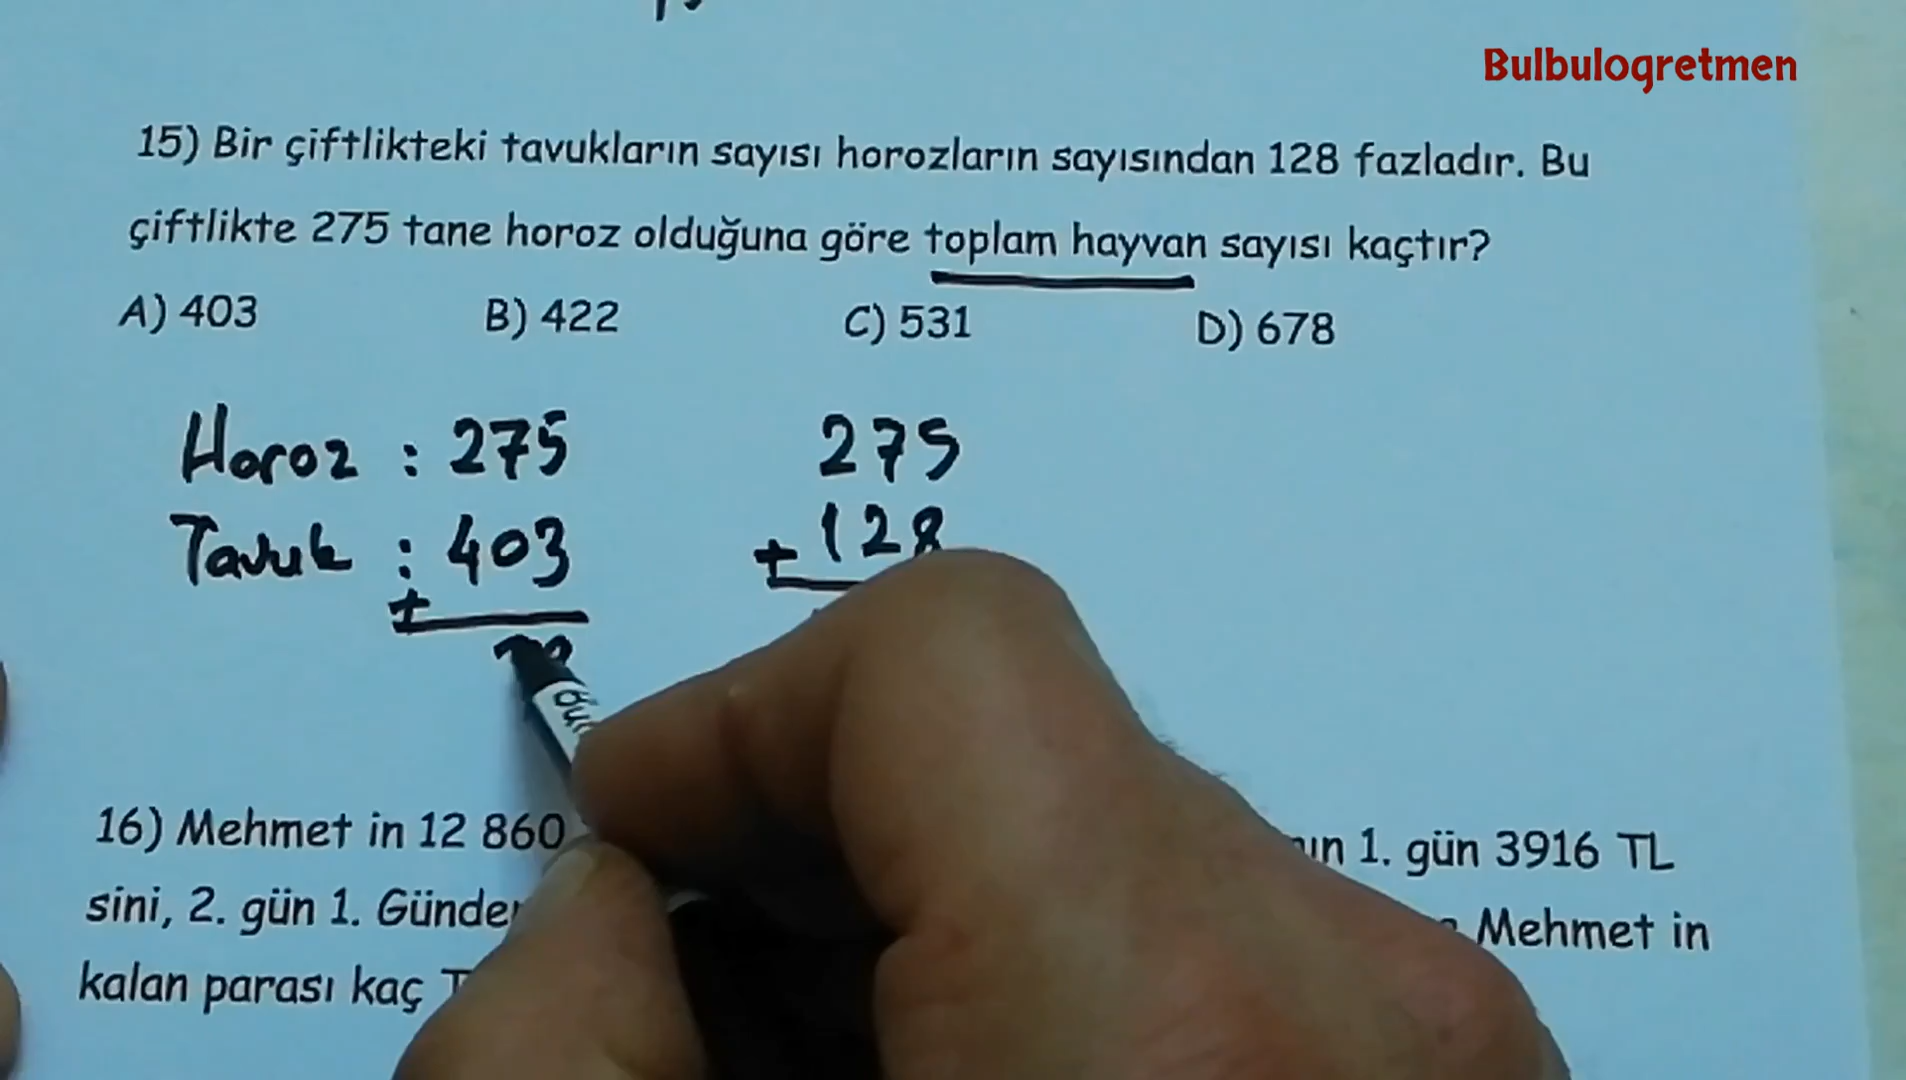 Bulbulogretmen
15) Bir çiftlikteki tavukların sayısı horozların sayısından 128 fazladır. Bu
çiftlikte 275 tane horoz olduğuna göre toplam hayvan sayısı kaçtır?
A) 403 B) 422 C) 531 D) 678
Horoz : 275 275
Tavuk : 403 + 128
+
16) Mehmet in 12 860 1. gün 3916 TL
sini, 2. gün 1. Mehmet in
kalan parası kaç